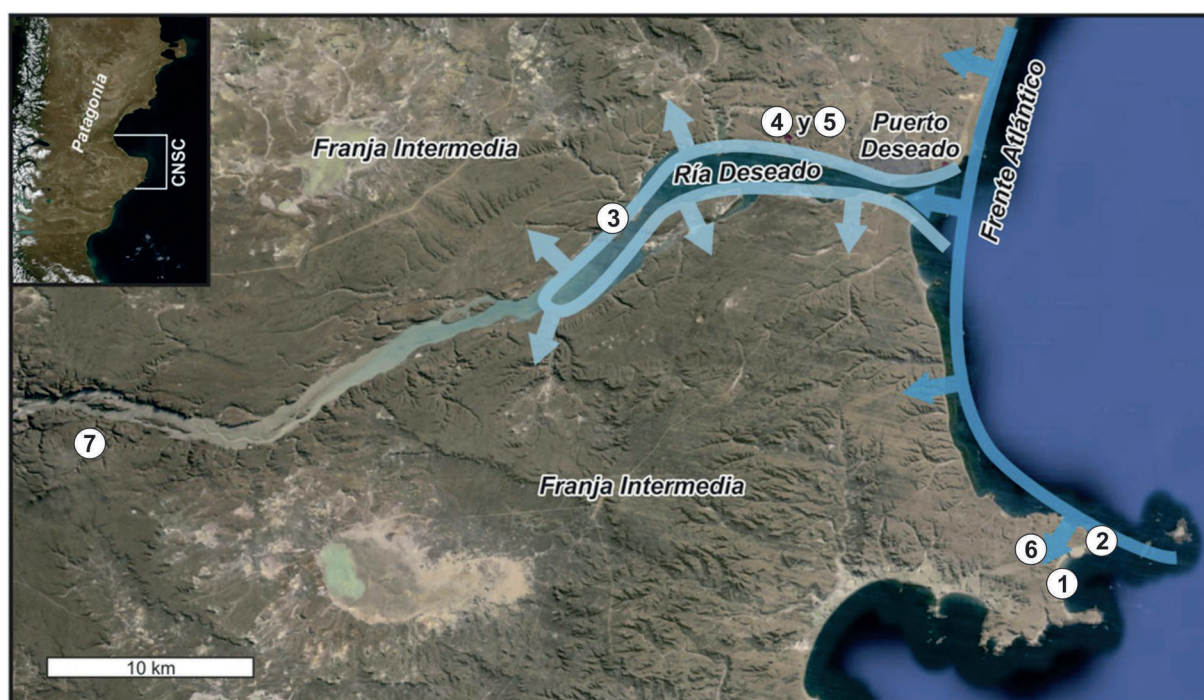 Patagonia
CNSC
Franja Intermedia
4 y 5
Puerto
Deseado
Frente Atlántico
Ría Deseado
3
7
Franja Intermedia
6
2
1
10 km